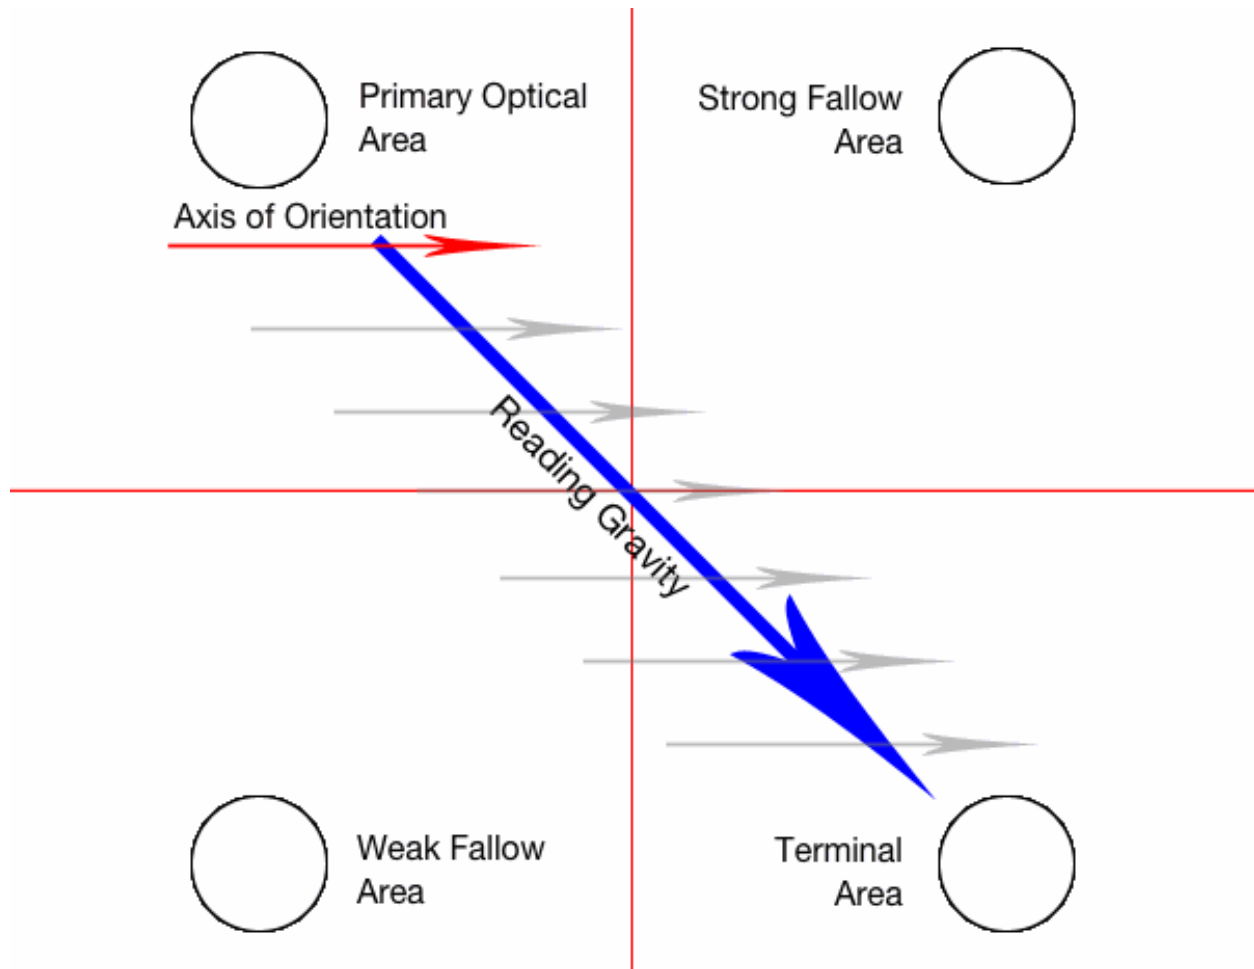 Primary Optical
Area
Strong Fallow
Area
Axis of Orientation
Reading Gravity
Weak Fallow
Area
Terminal
Area